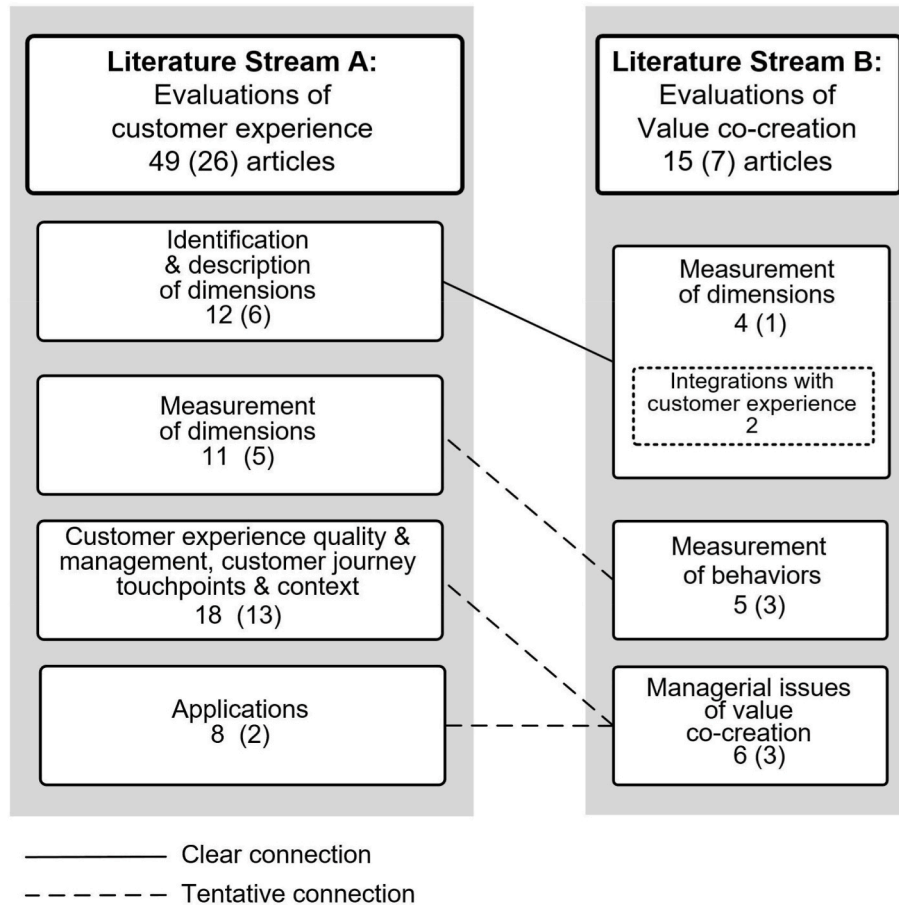 Literature Stream A:
Evaluations of
customer experience
49 (26) articles
Identification
& description
of dimensions
12 (6)
Measurement
of dimensions
11 (5)
Customer experience quality &
management, customer journey
touchpoints & context
18 (13)
Applications
8 (2)
Literature Stream B:
Evaluations of
Value co-creation
15 (7) articles
Measurement
of dimensions
4 (1)
Integrations with
customer experience
2
Measurement
of behaviors
5 (3)
Managerial issues
of value
co-creation
6 (3)
Clear connection
Tentative connection